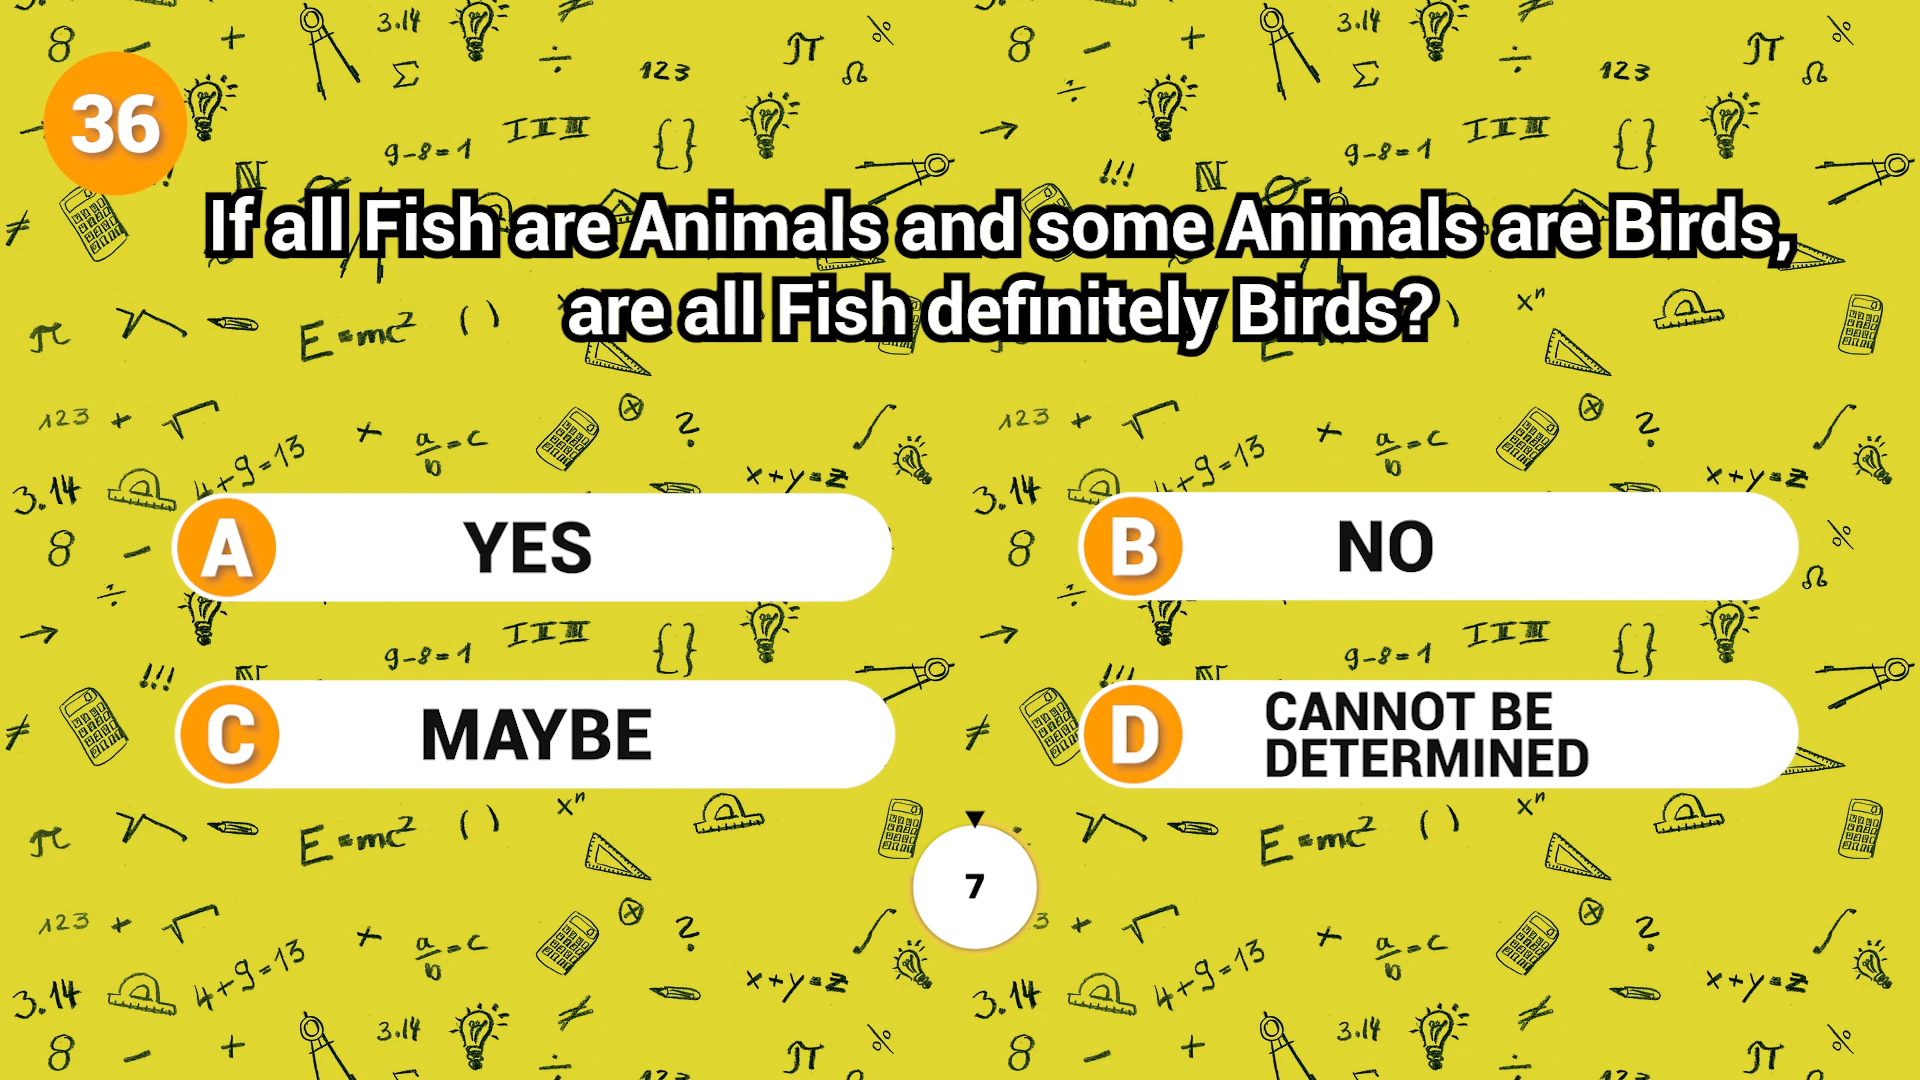 36
If all Fish are Animals and some Animals are Birds,
are all Fish definitely Birds?
A YES
B NO
C MAYBE
D CANNOT BE
DETERMINED
7